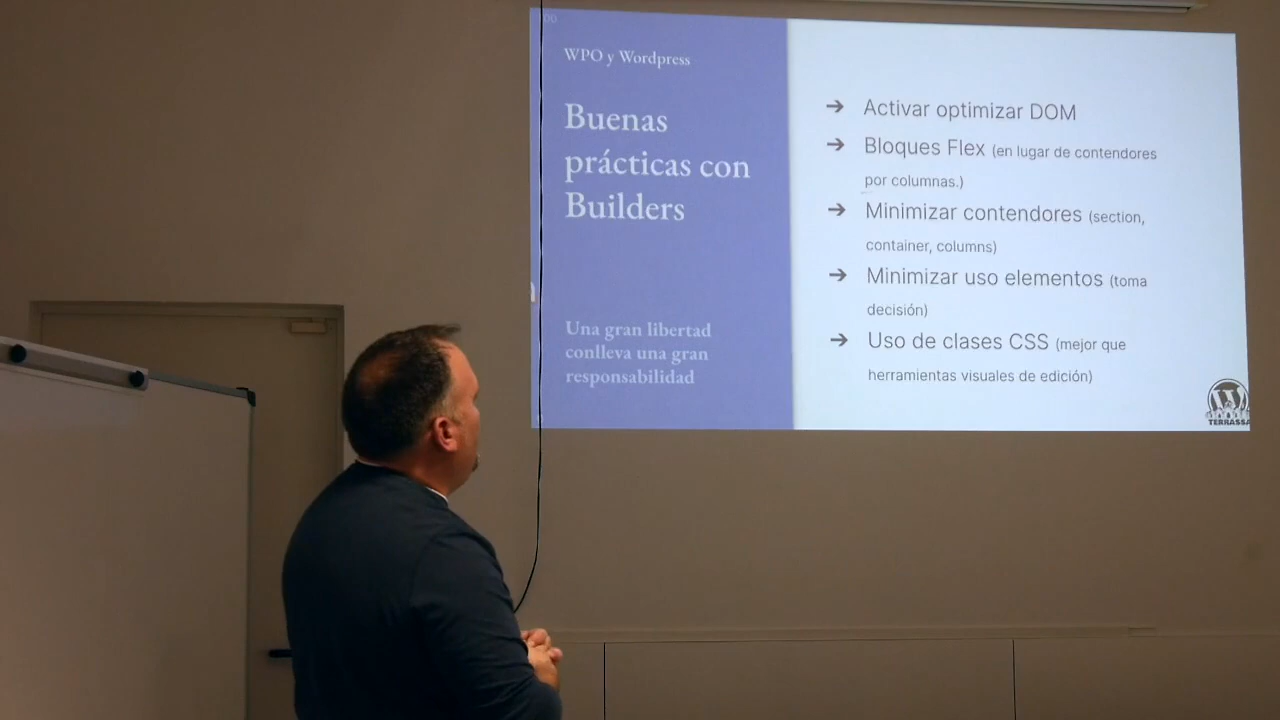 WPO y Wordpress
Buenas
prácticas con
Builders
Una gran libertad
conlleva una gran
responsabilidad
➔ Activar optimizar DOM
➔ Bloques Flex (en lugar de contendores
por columnas.)
➔ Minimizar contendores (section,
container, columns)
➔ Minimizar uso elementos (toma
decisión)
➔ Uso de clases CSS (mejor que
herramientas visuales de edición)
TERRASSA